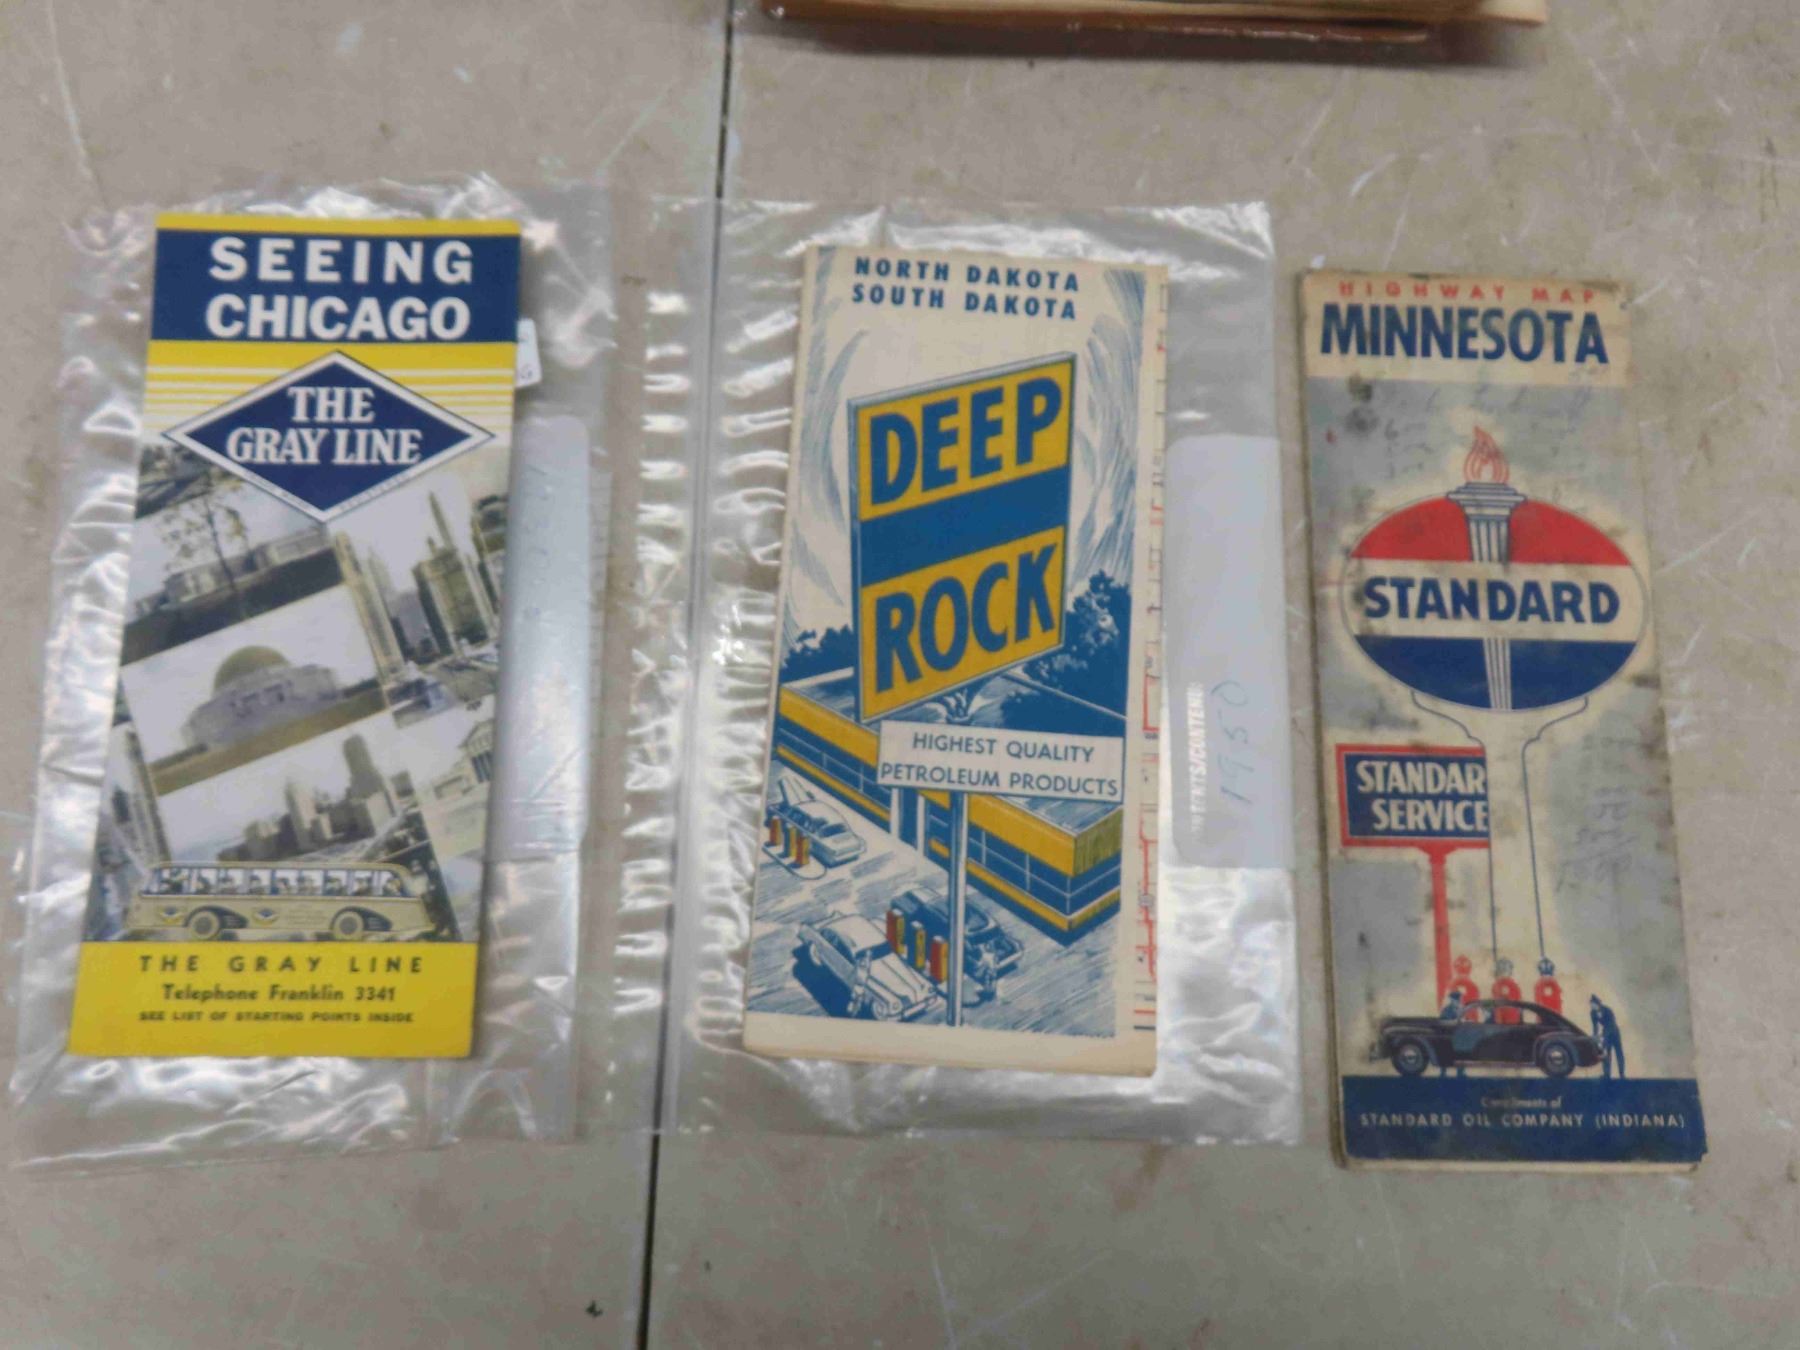 SEEING
CHICAGO
THE
GRAY LINE
THE GRAY LINE
Telephone Franklin 3341
SEE LIST OF STARTING POINTS INSIDE
NORTH DAKOTA
SOUTH DAKOTA
DEEP
ROCK
HIGHEST QUALITY
PETROLEUM PRODUCTS
1950
HIGHWAY MAP
MINNESOTA
STANDARD
STANDAR
SERVICE
Compliments of
STANDARD OIL COMPANY (INDIANA)